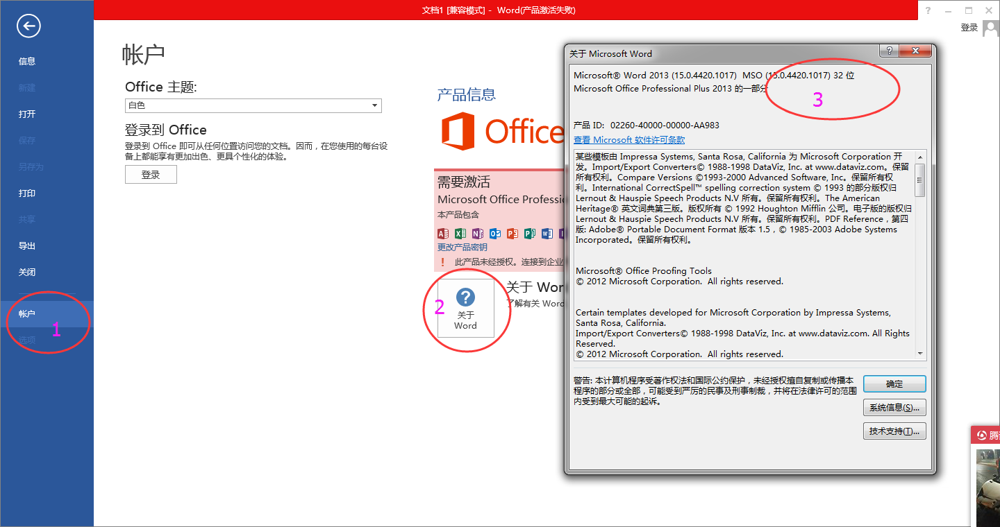 文档1 [兼容模式] - Word(产品激活失败)
登录
信息
新建
打开
保存
另存为
打印
共享
导出
关闭
帐户
1
选项
帐户
Office 主题:
白色
登录到 Office
登录到 Office 即可从任何位置访问您的文档。因而，在您使用的每台设
备上都能享有更加出色、更具个性化的体验。
登录
产品信息
Office
需要激活
Microsoft Office Professio
本产品包含
更改产品密钥
此产品未经授权。连接到企业
2
关于
Word
关于 Wor
了解有关 Word
关于 Microsoft Word
Microsoft® Word 2013 (15.0.4420.1017) MSO (15.0.4420.1017) 32 位
Microsoft Office Professional Plus 2013 的一部分
3
产品 ID: 02260-40000-00000-AA983
查看 Microsoft 软件许可条款
某些模板由 Impressa Systems, Santa Rosa, California 为 Microsoft Corporation 开
发。Import/Export Converters© 1988-1998 DataViz, Inc. at www.dataviz.com。保留
所有权利。Compare Versions ©1993-2000 Advanced Software, Inc。保留所有权
利。International CorrectSpell™ spelling correction system © 1993 的部分版权归
Lernout & Hauspie Speech Products N.V 所有。保留所有权利。The American
Heritage® 英文词典第三版。版权所有 © 1992 Houghton Mifflin 公司。电子版的版权归
Lernout & Hauspie Speech Products N.V 所有。保留所有权利。PDF Reference，第四
版: Adobe® Portable Document Format 版本 1.5，© 1985-2003 Adobe Systems
Incorporated。保留所有权利。
Microsoft® Office Proofing Tools
© 2012 Microsoft Corporation. All rights reserved.
Certain templates developed for Microsoft Corporation by Impressa Systems,
Santa Rosa, California.
Import/Export Converters© 1988-1998 DataViz, Inc. at www.dataviz.com. All Rights
Reserved.
© 2012 Microsoft Corporation. All rights reserved.
警告: 本计算机程序受著作权法和国际公约保护，未经授权擅自复制或传播本
程序的部分或全部，可能受到严厉的民事及刑事制裁，并将在法律许可的范围
内受到最大可能的起诉。
确定
系统信息(S)...
技术支持(T)...
腾